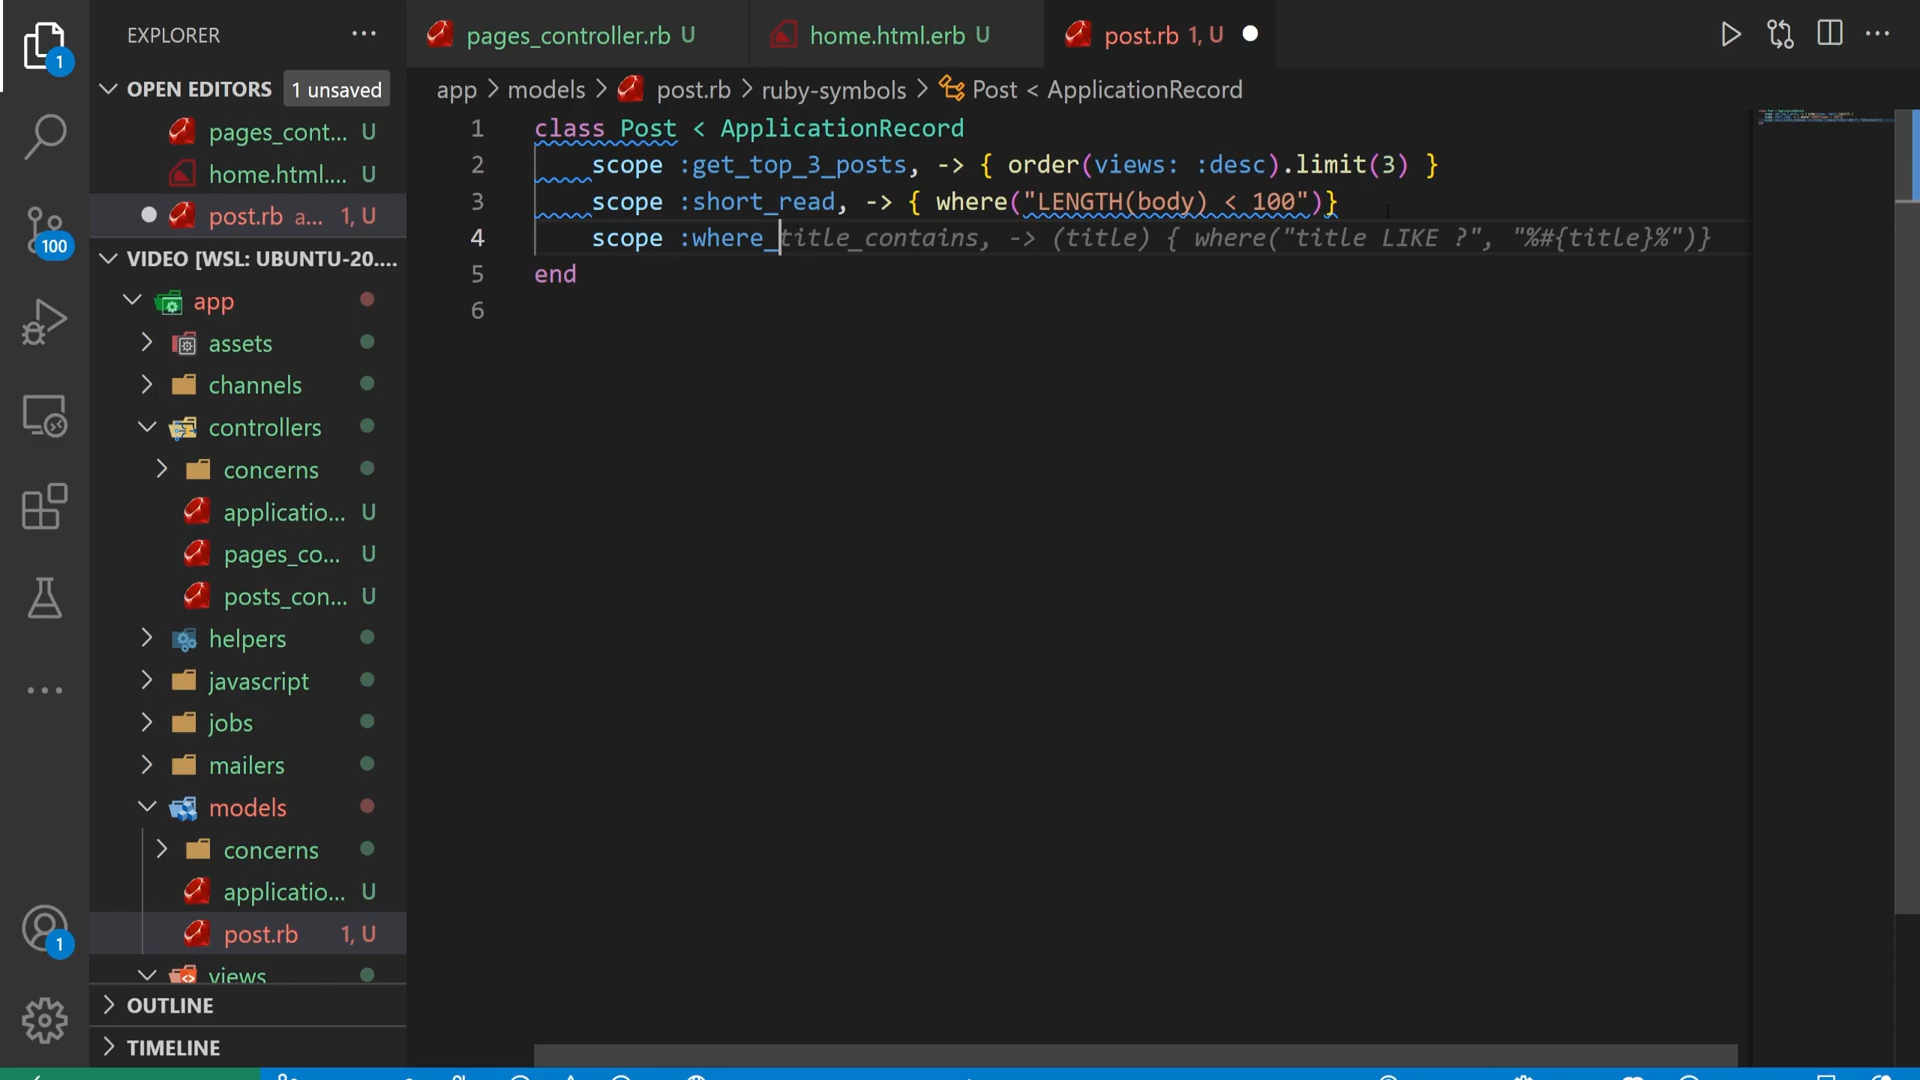 EXPLORER
OPEN EDITORS 1 unsaved
pages_cont... U
home.html.... U
post.rb a... 1, U
VIDEO [WSL: UBUNTU-20....
app
assets
channels
controllers
concerns
applicatio... U
pages_co... U
posts_con... U
helpers
javascript
jobs
mailers
models
concerns
applicatio... U
post.rb 1, U
views
OUTLINE
TIMELINE
1
100
1
pages_controller.rb U
home.html.erb U
post.rb 1, U
app > models > post.rb > ruby-symbols > Post < ApplicationRecord
1 class Post < ApplicationRecord
2 scope :get_top_3_posts, -> { order(views: :desc).limit(3) }
3 scope :short_read, -> { where("LENGTH(body) < 100")}
4 scope :where_title_contains, -> (title) { where("title LIKE ?", "%#{title}%")}
5 end
6